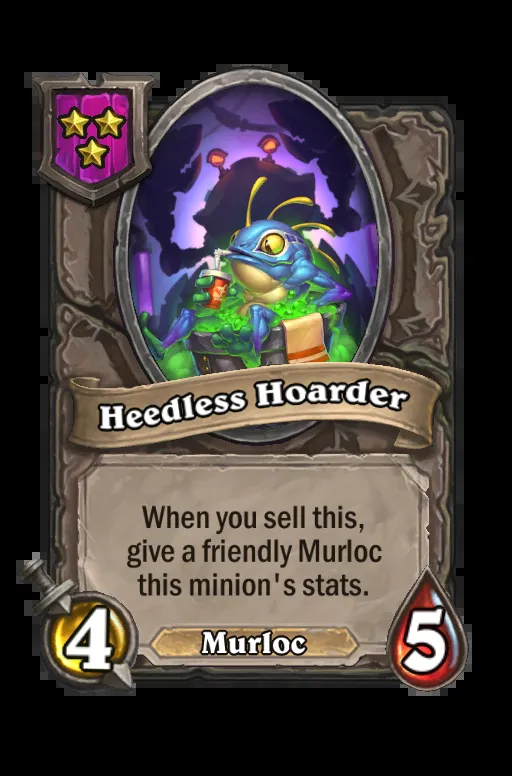 Heedless Hoarder
When you sell this,
give a friendly Murloc
this minion's stats.
4
Murloc
5